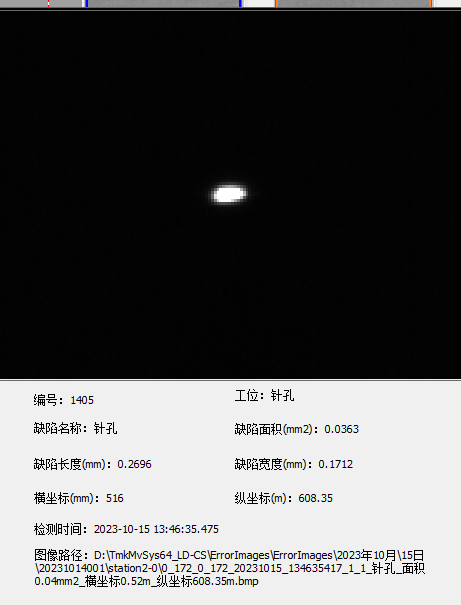 编号：1405
工位：针孔
缺陷名称：针孔
缺陷面积(mm2)：0.0363
缺陷长度(mm)：0.2696
缺陷宽度(mm)：0.1712
横坐标(mm)：516
纵坐标(m)：608.35
检测时间：2023-10-15 13:46:35.475
图像路径：D:\TmkMvSys64_LD-CS\ErrorImages\ErrorImages\2023年10月\15日
\20231014001\station2-0\0_172_0_172_20231015_134635417_1_1_针孔_面积
0.04mm2_横坐标0.52m_纵坐标608.35m.bmp